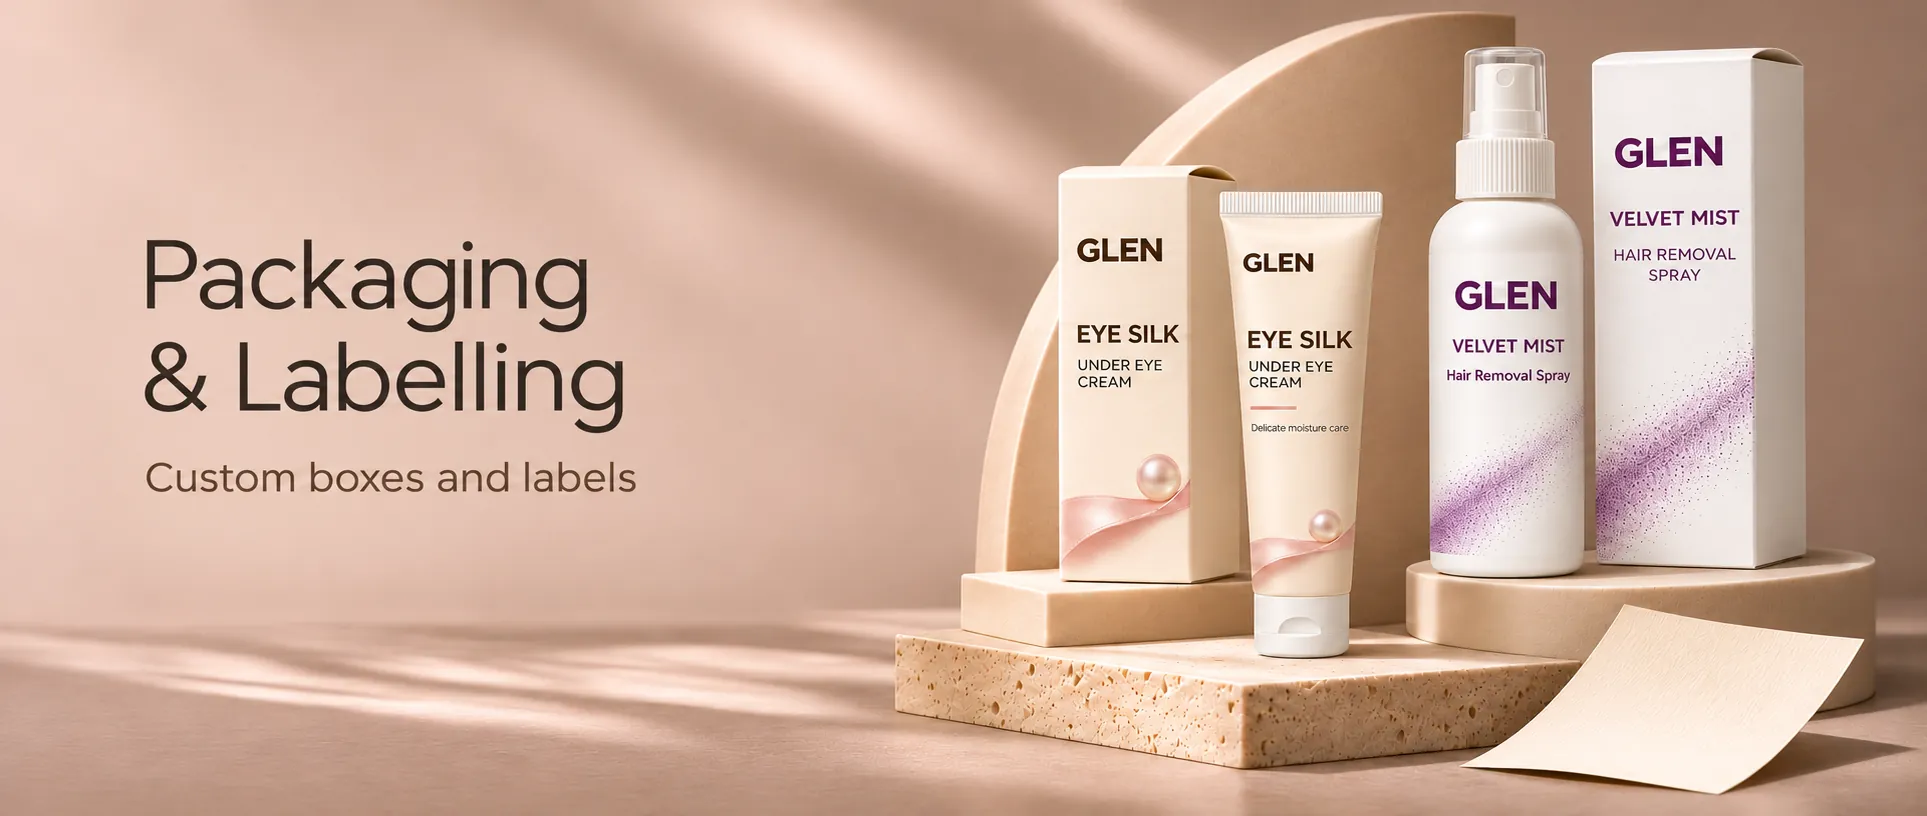 Packaging
& Labelling
Custom boxes and labels
GLEN
EYE SILK
UNDER EYE
CREAM
GLEN
EYE SILK
UNDER EYE
CREAM
Delicate moisture care
GLEN
VELVET MIST
Hair Removal Spray
GLEN
VELVET MIST
HAIR REMOVAL
SPRAY